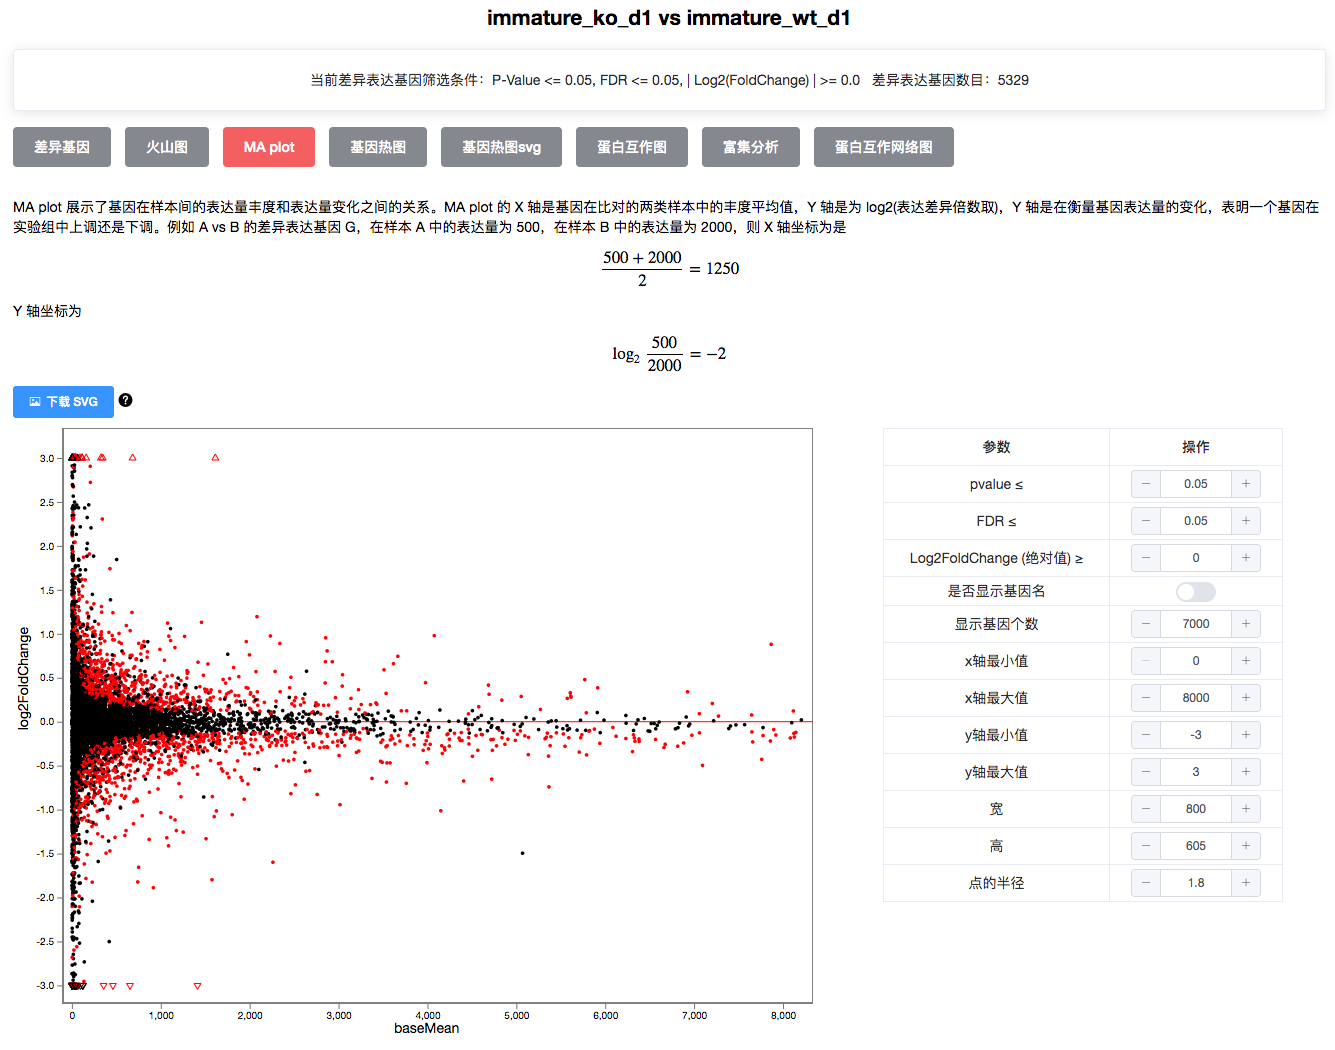 immature_ko_d1 vs immature_wt_d1
当前差异表达基因筛选条件：P-Value <= 0.05, FDR <= 0.05, | Log2(FoldChange) | >= 0.0 差异表达基因数目：5329
差异基因 火山图 MA plot 基因热图 基因热图svg 蛋白互作图 富集分析 蛋白互作网络图
MA plot 展示了基因在样本间的表达量丰度和表达量变化之间的关系。MA plot 的 X 轴是基因在比对的两类样本中的丰度平均值，Y 轴是为 log2(表达差异倍数取)，Y 轴是在衡量基因表达量的变化，表明一个基因在
实验组中上调还是下调。例如 A vs B 的差异表达基因 G，在样本 A 中的表达量为 500，在样本 B 中的表达量为 2000，则 X 轴坐标为是
500 + 2000
2
= 1250
Y 轴坐标为
log2 500
2000
= −2
下载 SVG ?
log2FoldChange
3.0
2.5
2.0
1.5
1.0
0.5
0.0
-0.5
-1.0
-1.5
-2.0
-2.5
-3.0
0 1,000 2,000 3,000 4,000 5,000 6,000 7,000 8,000
baseMean
参数 操作
pvalue ≤ − 0.05 +
FDR ≤ − 0.05 +
Log2FoldChange (绝对值) ≥ − 0 +
是否显示基因名
显示基因个数 − 7000 +
x轴最小值 − 0 +
x轴最大值 − 8000 +
y轴最小值 − -3 +
y轴最大值 − 3 +
宽 − 800 +
高 − 605 +
点的半径 − 1.8 +